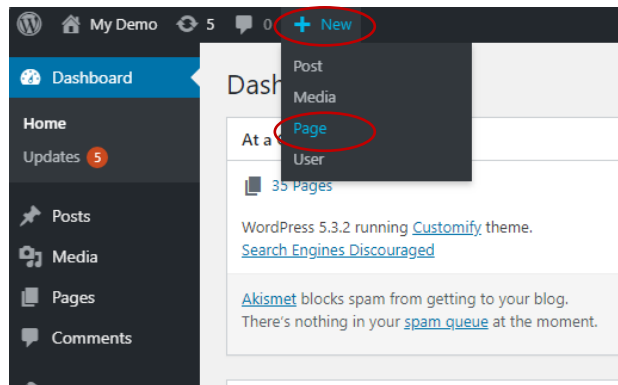 My Demo 5 0 + New
Dashboard
Home
Updates 5
Posts
Media
Pages
Comments
Post
Media
Page
User
Dash
At a
35 Pages
WordPress 5.3.2 running Customify theme.
Search Engines Discouraged
Akismet blocks spam from getting to your blog.
There's nothing in your spam queue at the moment.